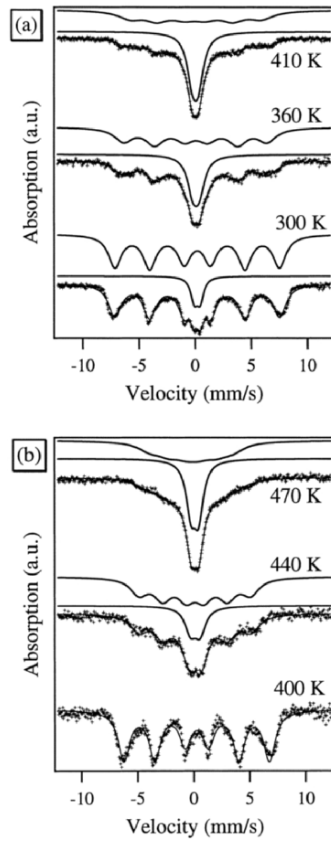 (a)
410 K
360 K
300 K
Absorption (a.u.)
-10 -5 0 5 10
Velocity (mm/s)
(b)
470 K
440 K
400 K
Absorption (a.u.)
-10 -5 0 5 10
Velocity (mm/s)